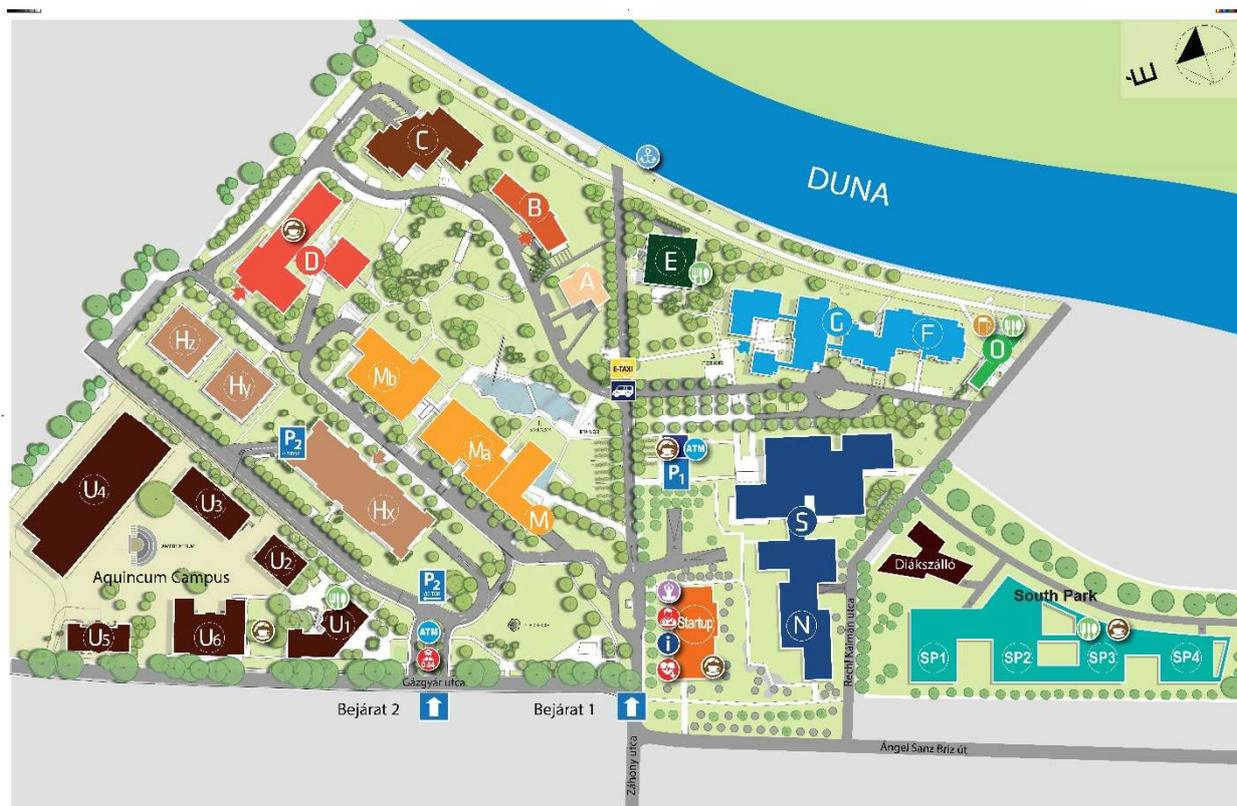 É
DUNA
C
B
D
A
E
G
F
O
Hz
Hy
Mb
Ma
M
E-TAXI
P2
ATM
P1
Hx
S
U4
U3
U2
Aquincum Campus
P2
ATM
0-24
U1
U5
U6
Startup
i
N
Diákszálló
South Park
SP1
SP2
SP3
SP4
Gázgyár utca
Bejárat 2
Bejárat 1
Záhony utca
Rechl Kálmán utca
Ángel Sanz Briz út